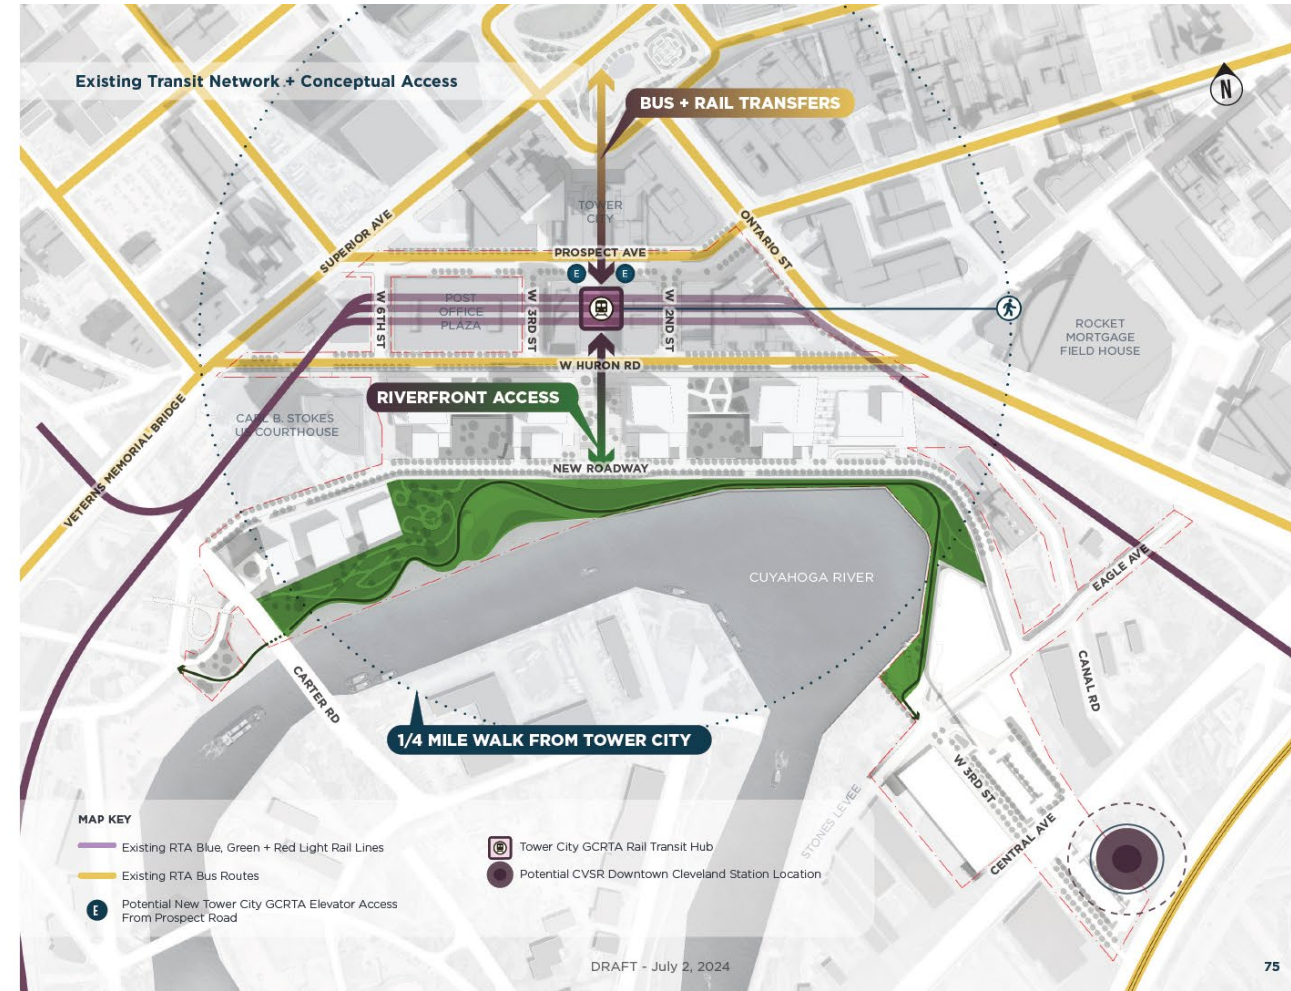 Existing Transit Network + Conceptual Access
N
BUS + RAIL TRANSFERS
TOWER
CITY
SUPERIOR AVE
ONTARIO ST
PROSPECT AVE
E
E
W 6TH ST
POST
OFFICE
PLAZA
W 3RD ST
W 2ND ST
ROCKET
MORTGAGE
FIELD HOUSE
W HURON RD
RIVERFRONT ACCESS
CARL B. STOKES
US COURTHOUSE
VETERNS MEMORIAL BRIDGE
NEW ROADWAY
CUYAHOGA RIVER
EAGLE AVE
CARTER RD
CANAL RD
1/4 MILE WALK FROM TOWER CITY
W 3RD ST
STONES LEVEE
CENTRAL AVE
MAP KEY
Existing RTA Blue, Green + Red Light Rail Lines
Existing RTA Bus Routes
E
Potential New Tower City GCRTA Elevator Access
From Prospect Road
Tower City GCRTA Rail Transit Hub
Potential CVSR Downtown Cleveland Station Location
DRAFT - July 2, 2024
75